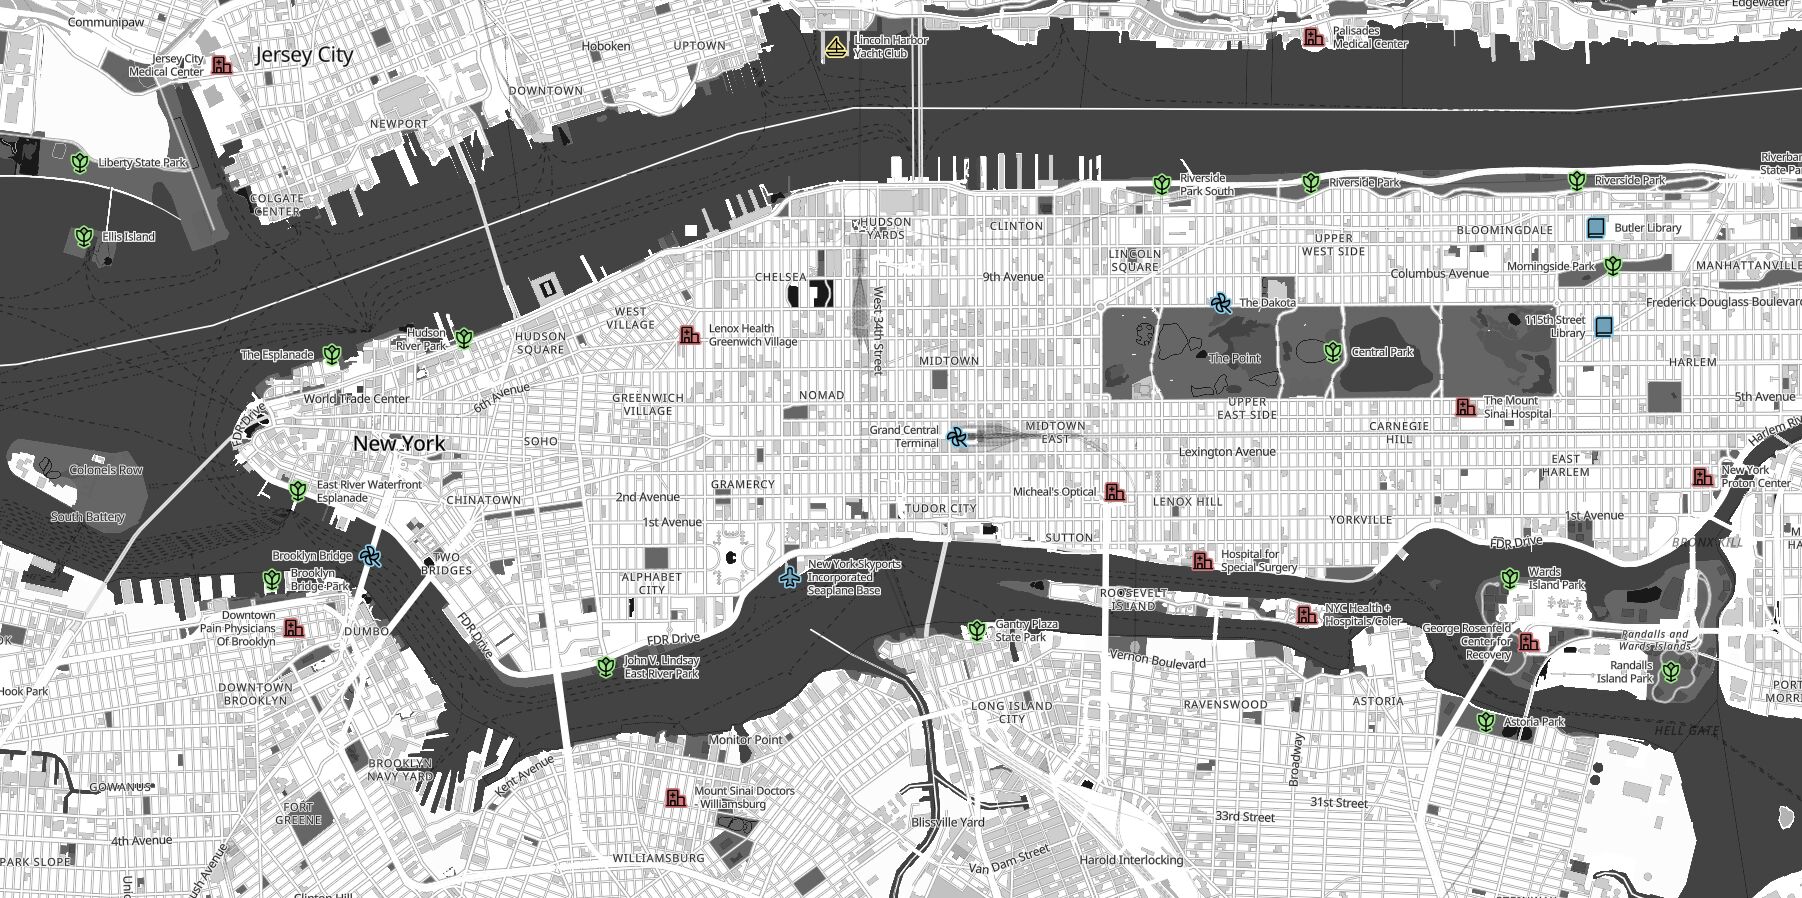 Communipaw
Edgewater
Jersey City
Medical Center
Jersey City
Hoboken
UPTOWN
Lincoln Harbor
Yacht Club
Palisades
Medical Center
DOWNTOWN
NEWPORT
Liberty State Park
COLGATE
CENTER
Riverside
Park South
Riverside Park
Riverside Park
Ellis Island
HUDSON
YARDS
CLINTON
LINCOLN
SQUARE
UPPER
WEST SIDE
BLOOMINGDALE
Butler Library
Morningside Park
MANHATTANVILLE
CHELSEA
9th Avenue
Columbus Avenue
West 34th Street
The Dakota
Frederick Douglass Boulevard
115th Street
Library
WEST
VILLAGE
Lenox Health
Greenwich Village
Hudson
River Park
HUDSON
SQUARE
The Esplanade
MIDTOWN
The Point
Central Park
HARLEM
World Trade Center
6th Avenue
GREENWICH
VILLAGE
NOMAD
UPPER
EAST SIDE
The Mount
Sinai Hospital
5th Avenue
FDR Drive
New York
SOHO
Grand Central
Terminal
MIDTOWN
EAST
CARNEGIE
HILL
Lexington Avenue
Colonels Row
EAST
HARLEM
New York
Proton Center
East River Waterfront
Esplanade
CHINATOWN
2nd Avenue
GRAMERCY
Micheal's Optical
LENOX HILL
South Battery
1st Avenue
TUDOR CITY
YORKVILLE
1st Avenue
SUTTON
FDR Drive
BRONX KILL
Brooklyn Bridge
TWO
BRIDGES
Hospital for
Special Surgery
Brooklyn
Bridge Park
ALPHABET
CITY
New York Skyports
Incorporated
Seaplane Base
ROOSEVELT
ISLAND
Wards
Island Park
Downtown
Pain Physicians
Of Brooklyn
DUMBO
FDR Drive
FDR Drive
Gantry Plaza
State Park
NYC Health +
Hospitals/Coler
George Rosenfeld
Center for
Recovery
Randalls and
Wards Islands
John V. Lindsay
East River Park
Vernon Boulevard
Randalls
Island Park
Hook Park
DOWNTOWN
BROOKLYN
LONG ISLAND
CITY
RAVENSWOOD
ASTORIA
Astoria Park
HELL GATE
Monitor Point
BROOKLYN
NAVY YARD
Kent Avenue
Broadway
GOWANUS
Mount Sinai Doctors
- Williamsburg
31st Street
FORT
GREENE
33rd Street
Blissville Yard
4th Avenue
PARK SLOPE
WILLIAMSBURG
Van Dam Street
Harold Interlocking
Clinton Hill